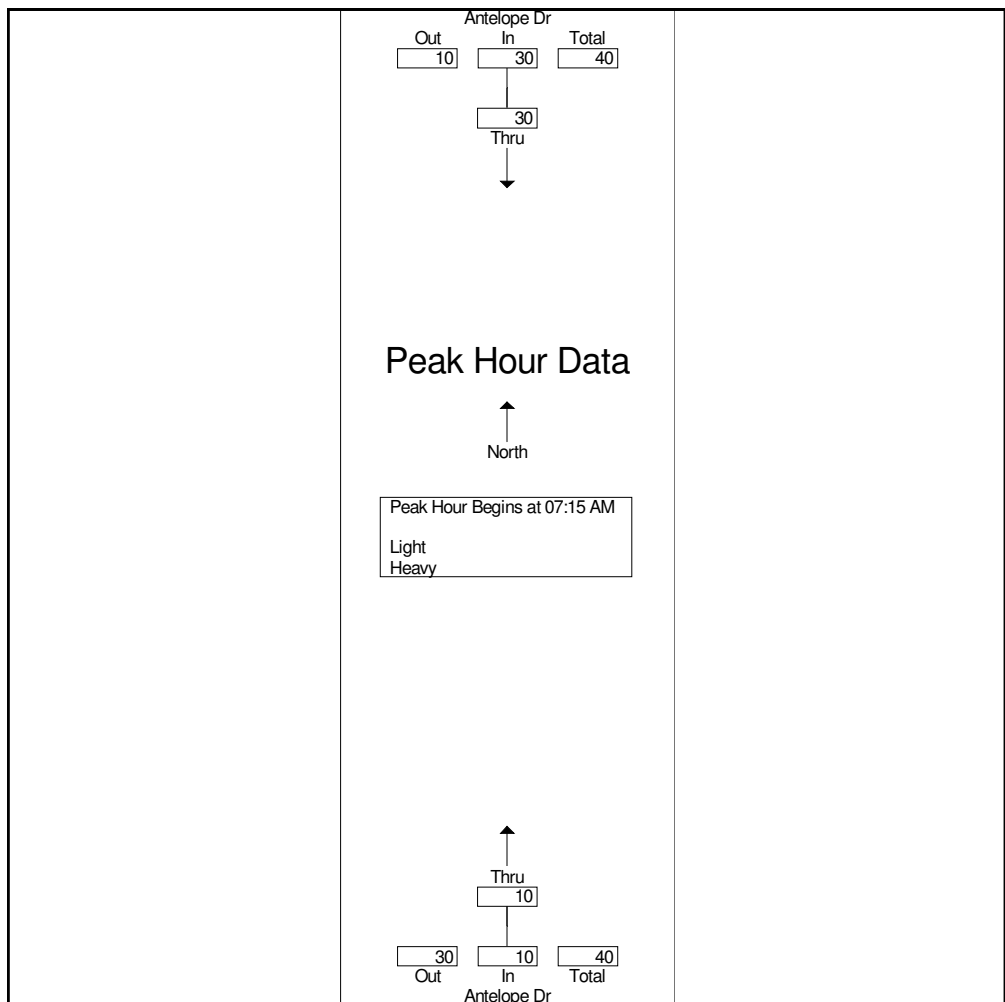 Antelope Dr
Out In Total
10 30 40
30
Thru
Peak Hour Data
North
Peak Hour Begins at 07:15 AM
Light
Heavy
Thru
10
30 10 40
Out In Total
Antelope Dr